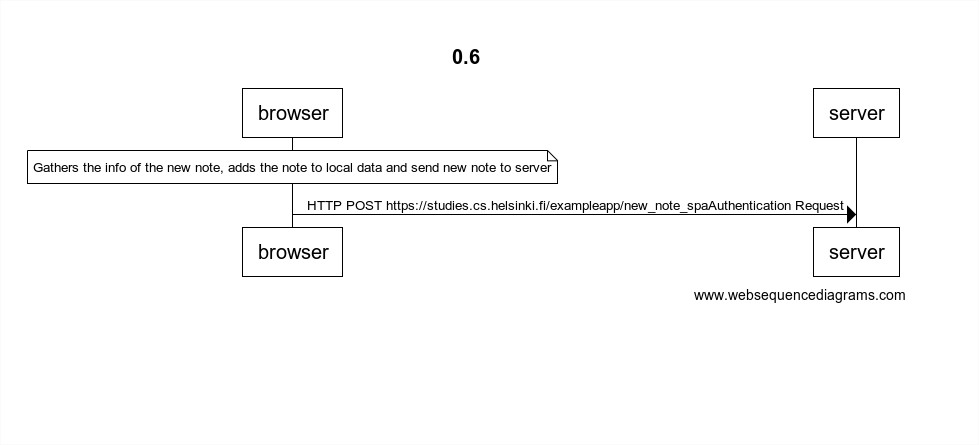 0.6
browser
server
Gathers the info of the new note, adds the note to local data and send new note to server
HTTP POST https://studies.cs.helsinki.fi/exampleapp/new_note_spaAuthentication Request
browser
server
www.websequencediagrams.com